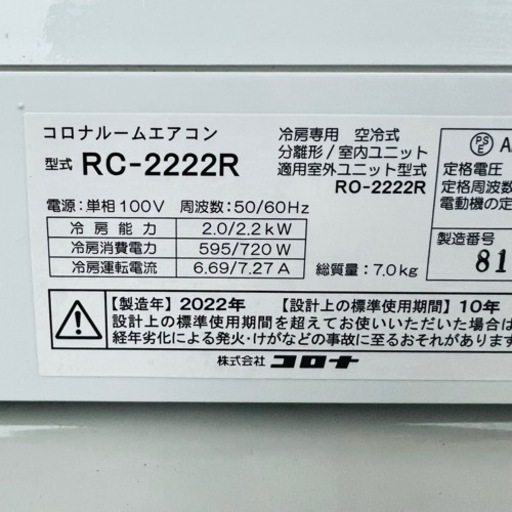 コロナルームエアコン
型式 RC-2222R
冷房専用 空冷式
分離形/室内ユニット
適用室外ユニット型式
RO-2222R
電源:単相100V 周波数:50/60Hz
冷房能力 2.0/2.2kW
冷房消費電力 595/720W
冷房運転電流 6.69/7.27A
総質量:7.0kg
PSE
定格電圧
定格周波数
電動機の定
製造番号
81
【製造年】2022年 【設計上の標準使用期間】10年
設計上の標準使用期間を超えてお使いいただいた場合は
経年劣化による発火・けがなどの事故に至るおそれがあります
株式会社 コロナ